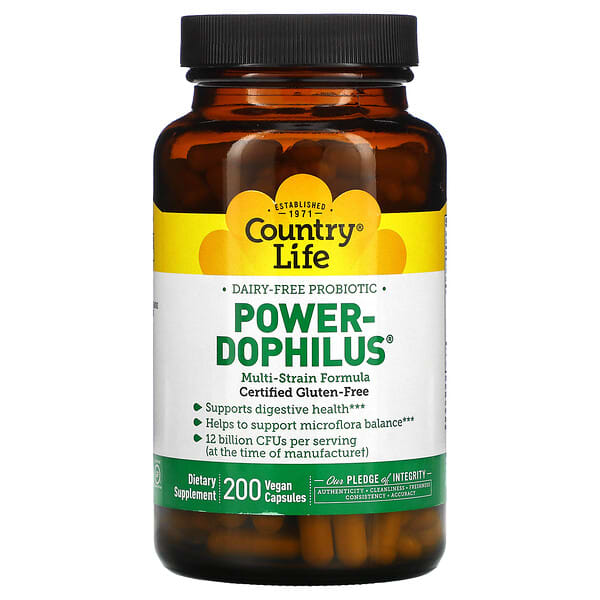 ESTABLISHED
1971
Country®
Life
• DAIRY-FREE PROBIOTIC •
POWER-
DOPHILUS®
Multi-Strain Formula
Certified Gluten-Free
Supports digestive health***
Helps to support microflora balance***
12 billion CFUs per serving
(at the time of manufacture†)
Dietary
Supplement
200 Vegan
Capsules
Our PLEDGE of INTEGRITY
AUTHENTICITY • CLEANLINESS • FRESHNESS
CONSISTENCY • ACCURACY